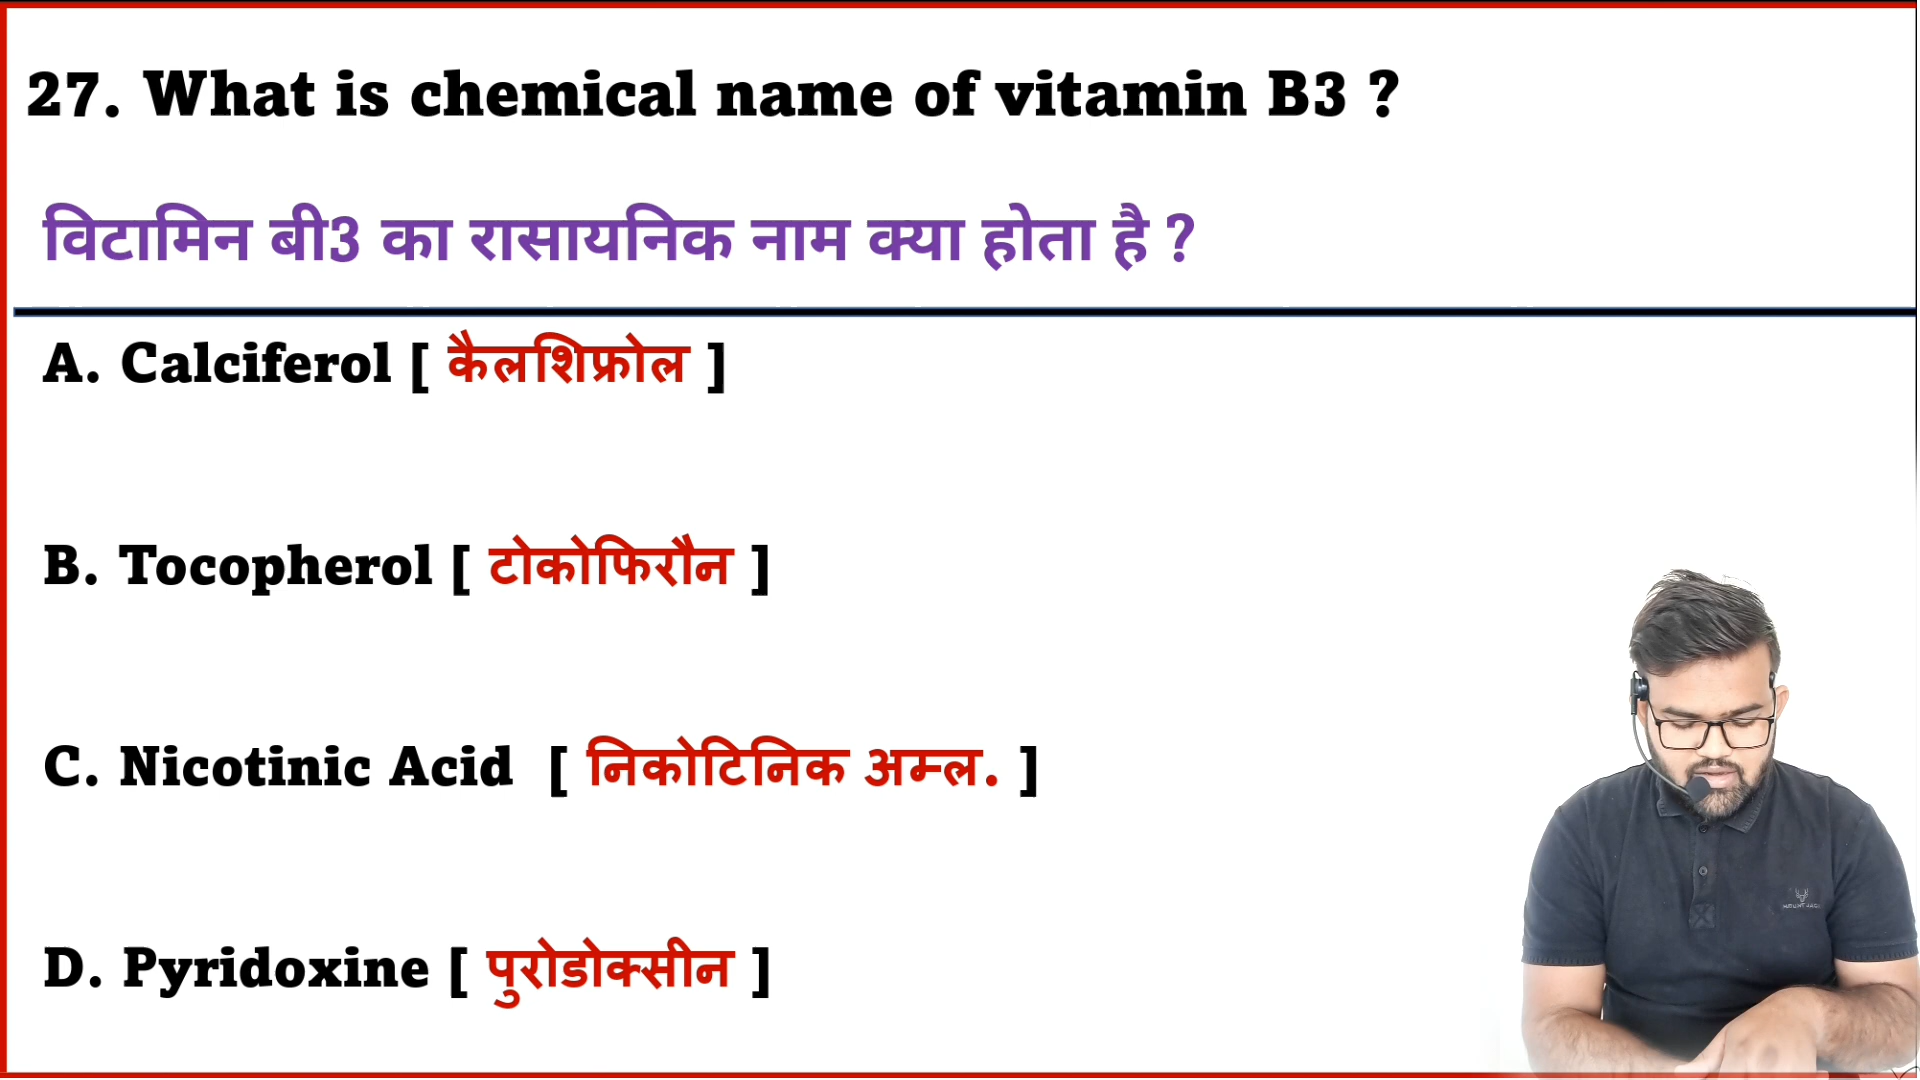 27. What is chemical name of vitamin B3 ?
विटामिन बी3 का रासायनिक नाम क्या होता है ?
A. Calciferol [ कैलशिफ्रोल ]
B. Tocopherol [ टोकोफिरौन ]
C. Nicotinic Acid [ निकोटिनिक अम्ल. ]
D. Pyridoxine [ पुरोडोक्सीन ]